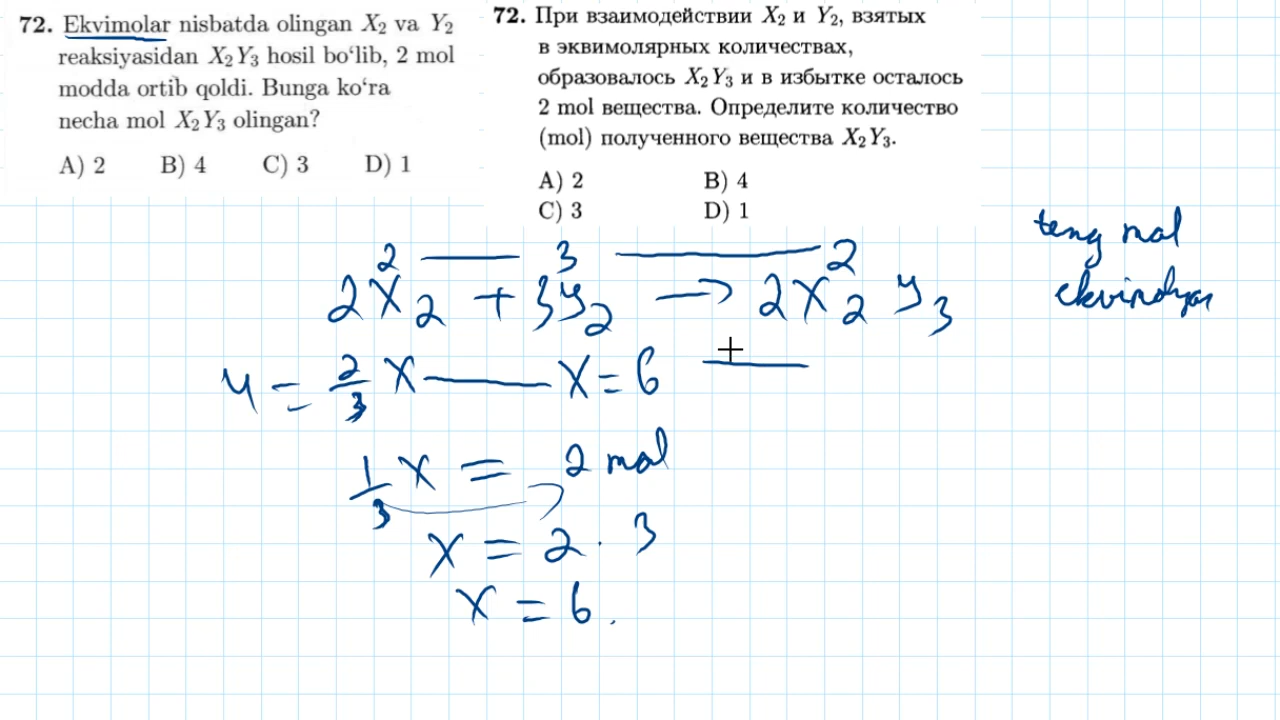 72. Ekvimolar nisbatda olingan X₂ va Y₂
reaksiyasidan X₂Y₃ hosil bo‘lib, 2 mol
modda ortib qoldi. Bunga ko‘ra
necha mol X₂Y₃ olingan?
A) 2 B) 4 C) 3 D) 1
72. При взаимодействии X₂ и Y₂, взятых
в эквимолярных количествах,
образовалось X₂Y₃ и в избытке осталось
2 mol вещества. Определите количество
(mol) полученного вещества X₂Y₃.
A) 2 B) 4
C) 3 D) 1
teng mol
2 — 3 — 2
2X₂ + 3Y₂ → 2X₂Y₃
4 = 2/3 X — X = 6
1/3 X = 2 mol
X = 2 · 3
X = 6.